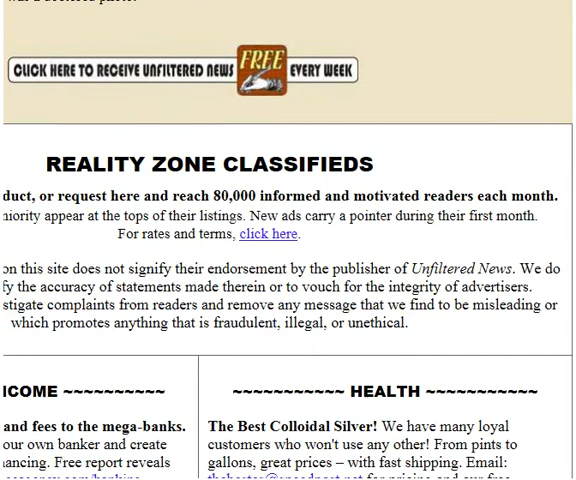 CLICK HERE TO RECEIVE UNFILTERED NEWS FREE EVERY WEEK
REALITY ZONE CLASSIFIEDS
duct, or request here and reach 80,000 informed and motivated readers each month.
niority appear at the tops of their listings. New ads carry a pointer during their first month.
For rates and terms, click here.
on this site does not signify their endorsement by the publisher of Unfiltered News. We do
fy the accuracy of statements made therein or to vouch for the integrity of advertisers.
stigate complaints from readers and remove any message that we find to be misleading or
which promotes anything that is fraudulent, illegal, or unethical.
ICOME ~~~~~~~~~~
and fees to the mega-banks.
our own banker and create
nancing. Free report reveals
~~~~~~~~~~~ HEALTH ~~~~~~~~~~~
The Best Colloidal Silver! We have many loyal
customers who won't use any other! From pints to
gallons, great prices – with fast shipping. Email:
for pricing and our free